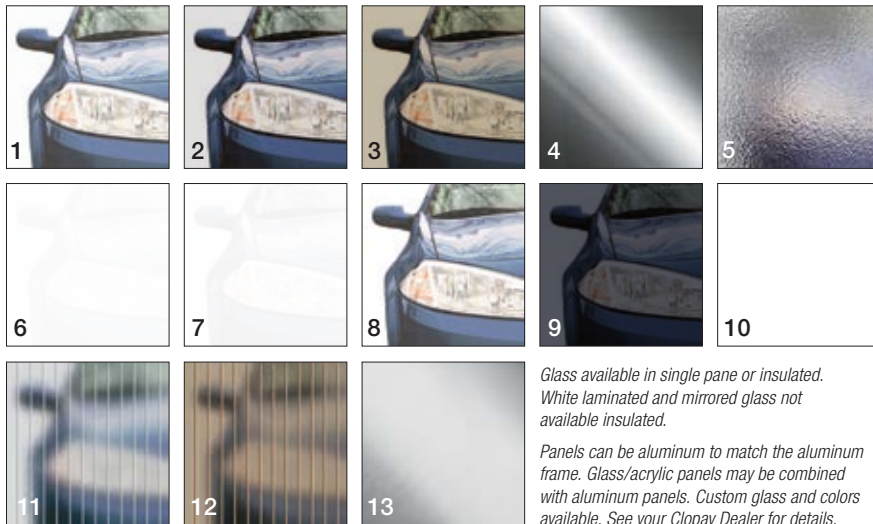 1 2 3 4 5
6 7 8 9 10
11 12 13
Glass available in single pane or insulated.
White laminated and mirrored glass not
available insulated.
Panels can be aluminum to match the aluminum
frame. Glass/acrylic panels may be combined
with aluminum panels. Custom glass and colors
available. See your Clopay Dealer for details.